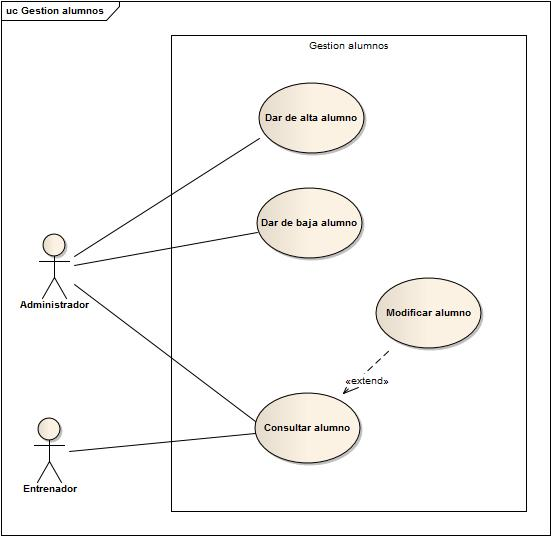 uc Gestion alumnos
Gestion alumnos
Dar de alta alumno
Dar de baja alumno
Administrador
Modificar alumno
«extend»
Consultar alumno
Entrenador